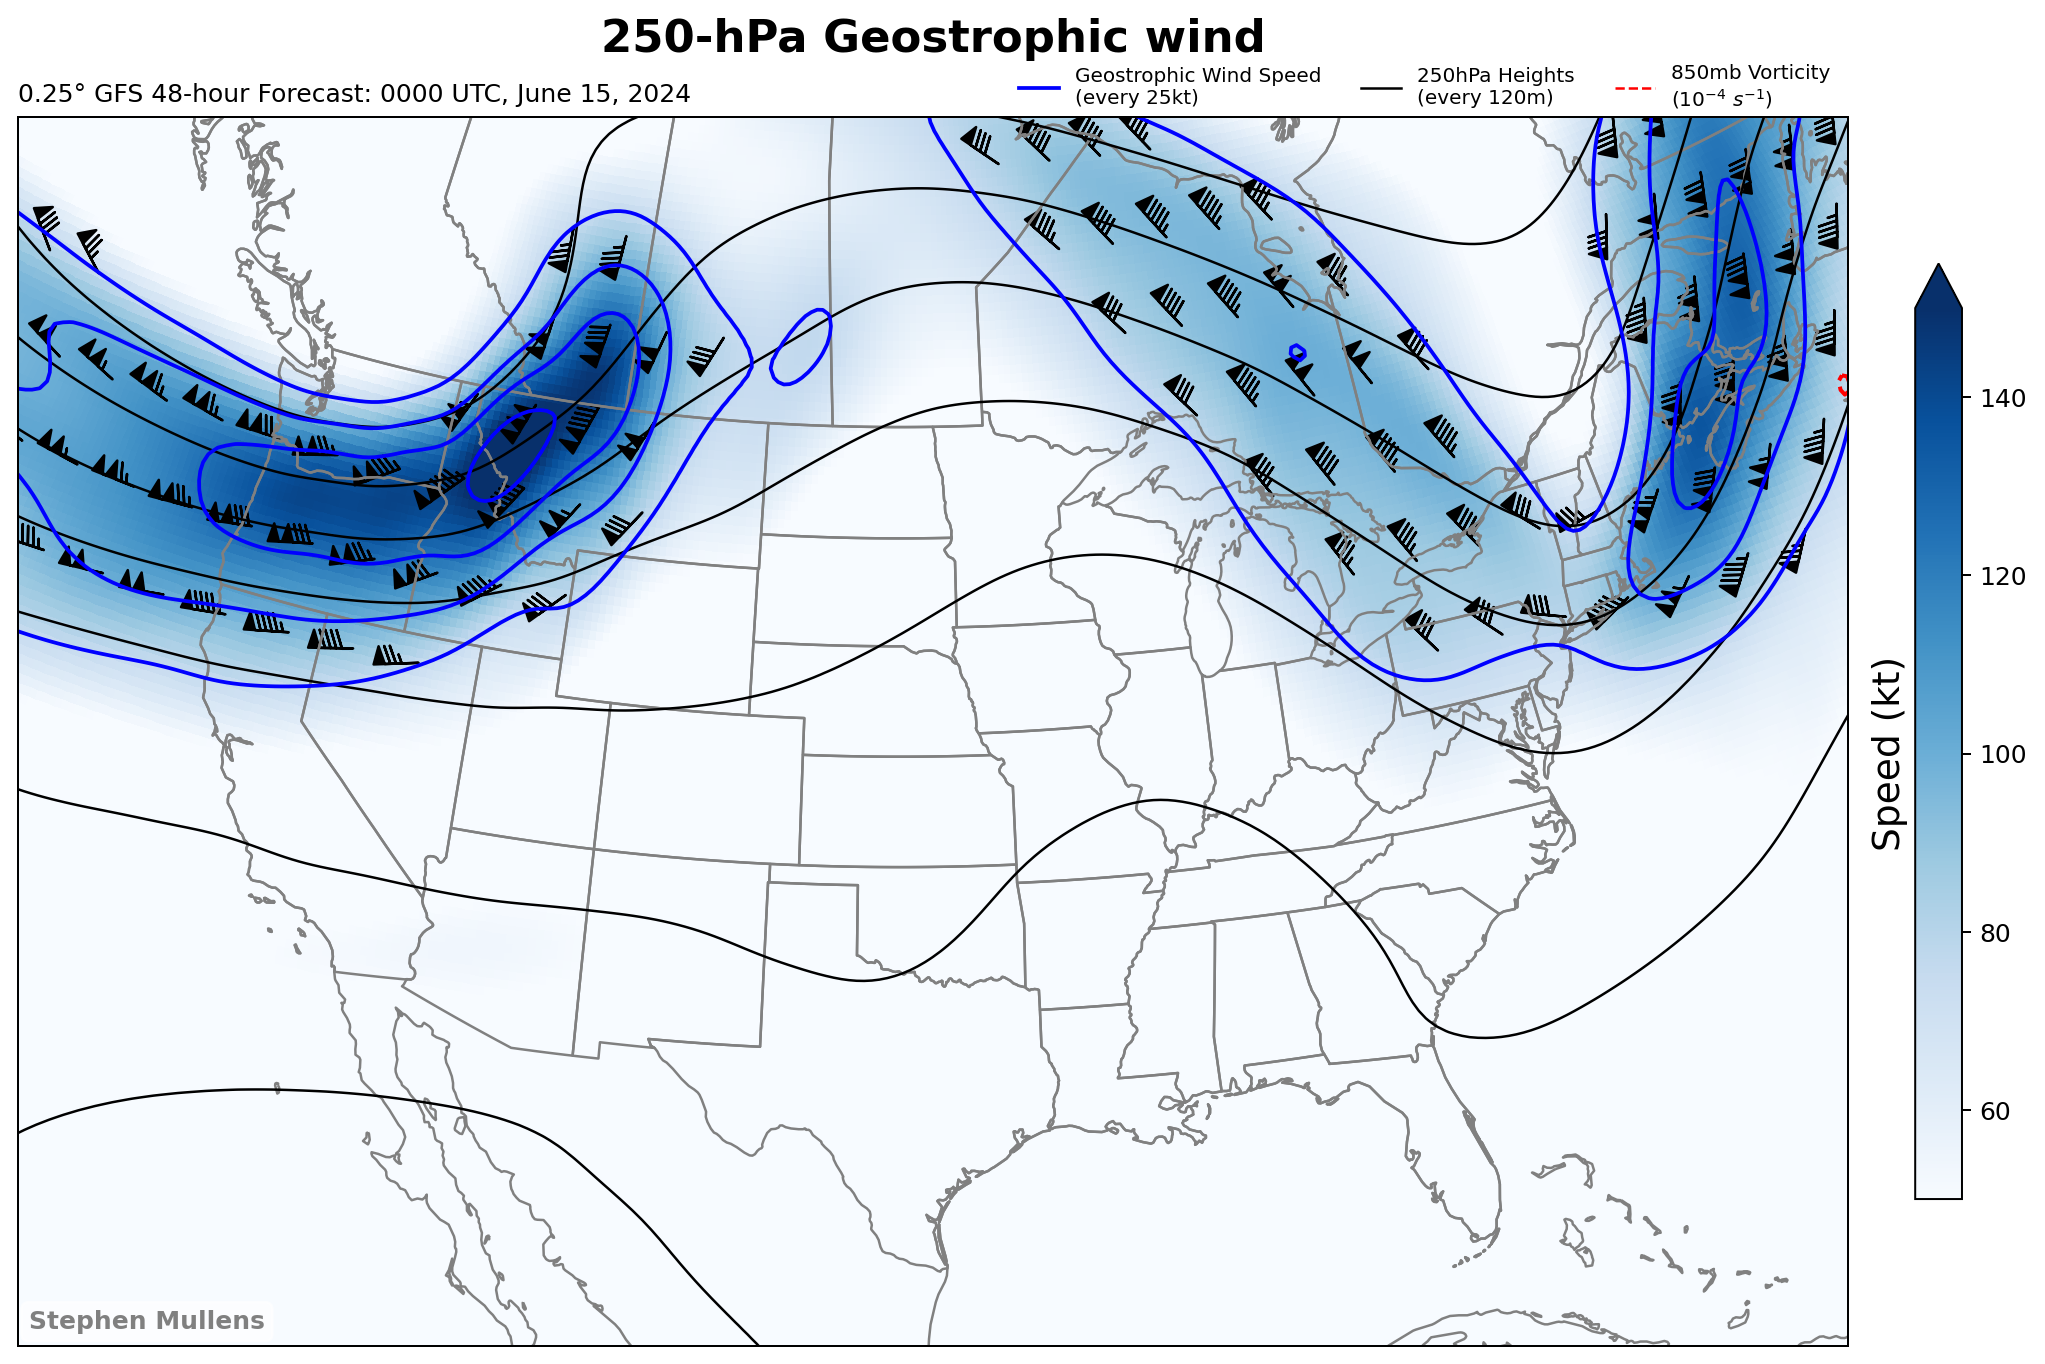 250-hPa Geostrophic wind
0.25° GFS 48-hour Forecast: 0000 UTC, June 15, 2024
Geostrophic Wind Speed
(every 25kt)
250hPa Heights
(every 120m)
850mb Vorticity
(10⁻⁴ s⁻¹)
140
120
100
80
60
Speed (kt)
Stephen Mullens